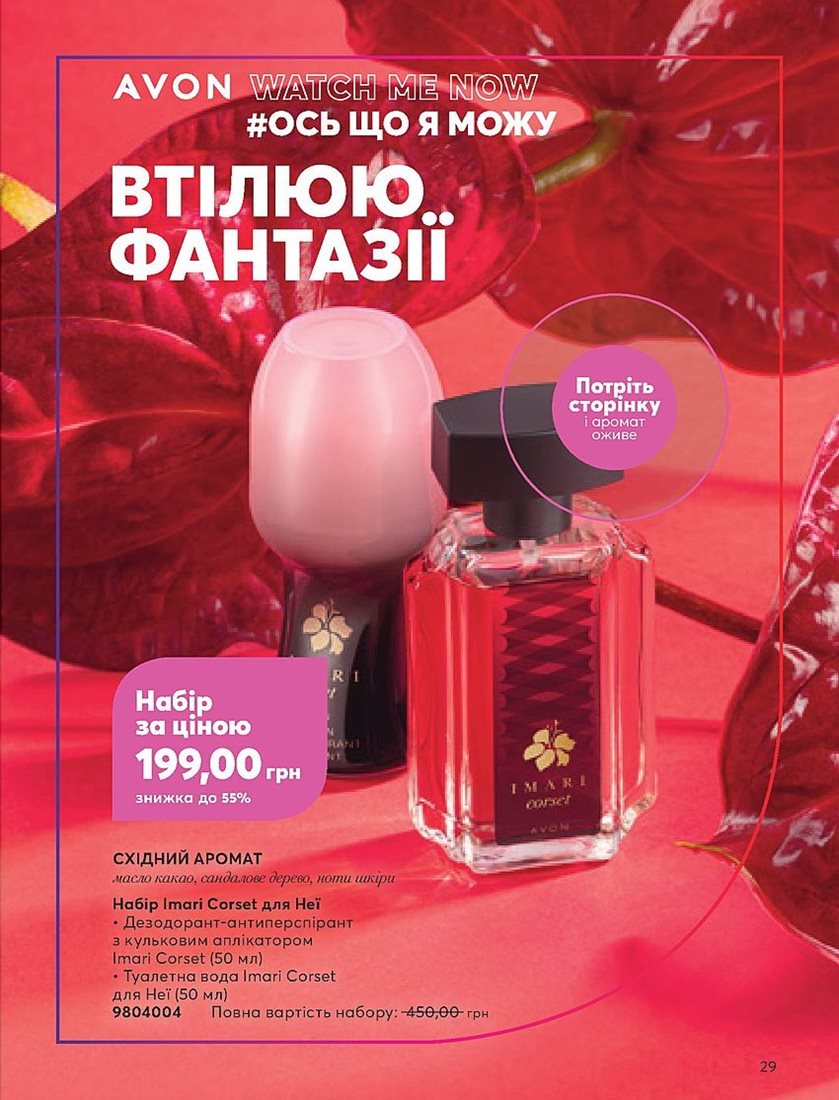 AVON WATCH ME NOW
#ОСЬ ЩО Я МОЖУ
ВТІЛЮЮ
ФАНТАЗІЇ
Потріть
сторінку
і аромат
оживе
IMARI
corset
AVON
Набір
за ціною
199,00 грн
знижка до 55%
СХІДНИЙ АРОМАТ
масло какао, сандалове дерево, ноти шкіри
Набір Imari Corset для Неї
• Дезодорант-антиперспірант
з кульковим аплікатором
Imari Corset (50 мл)
• Туалетна вода Imari Corset
для Неї (50 мл)
9804004 Повна вартість набору: 450,00 грн
29